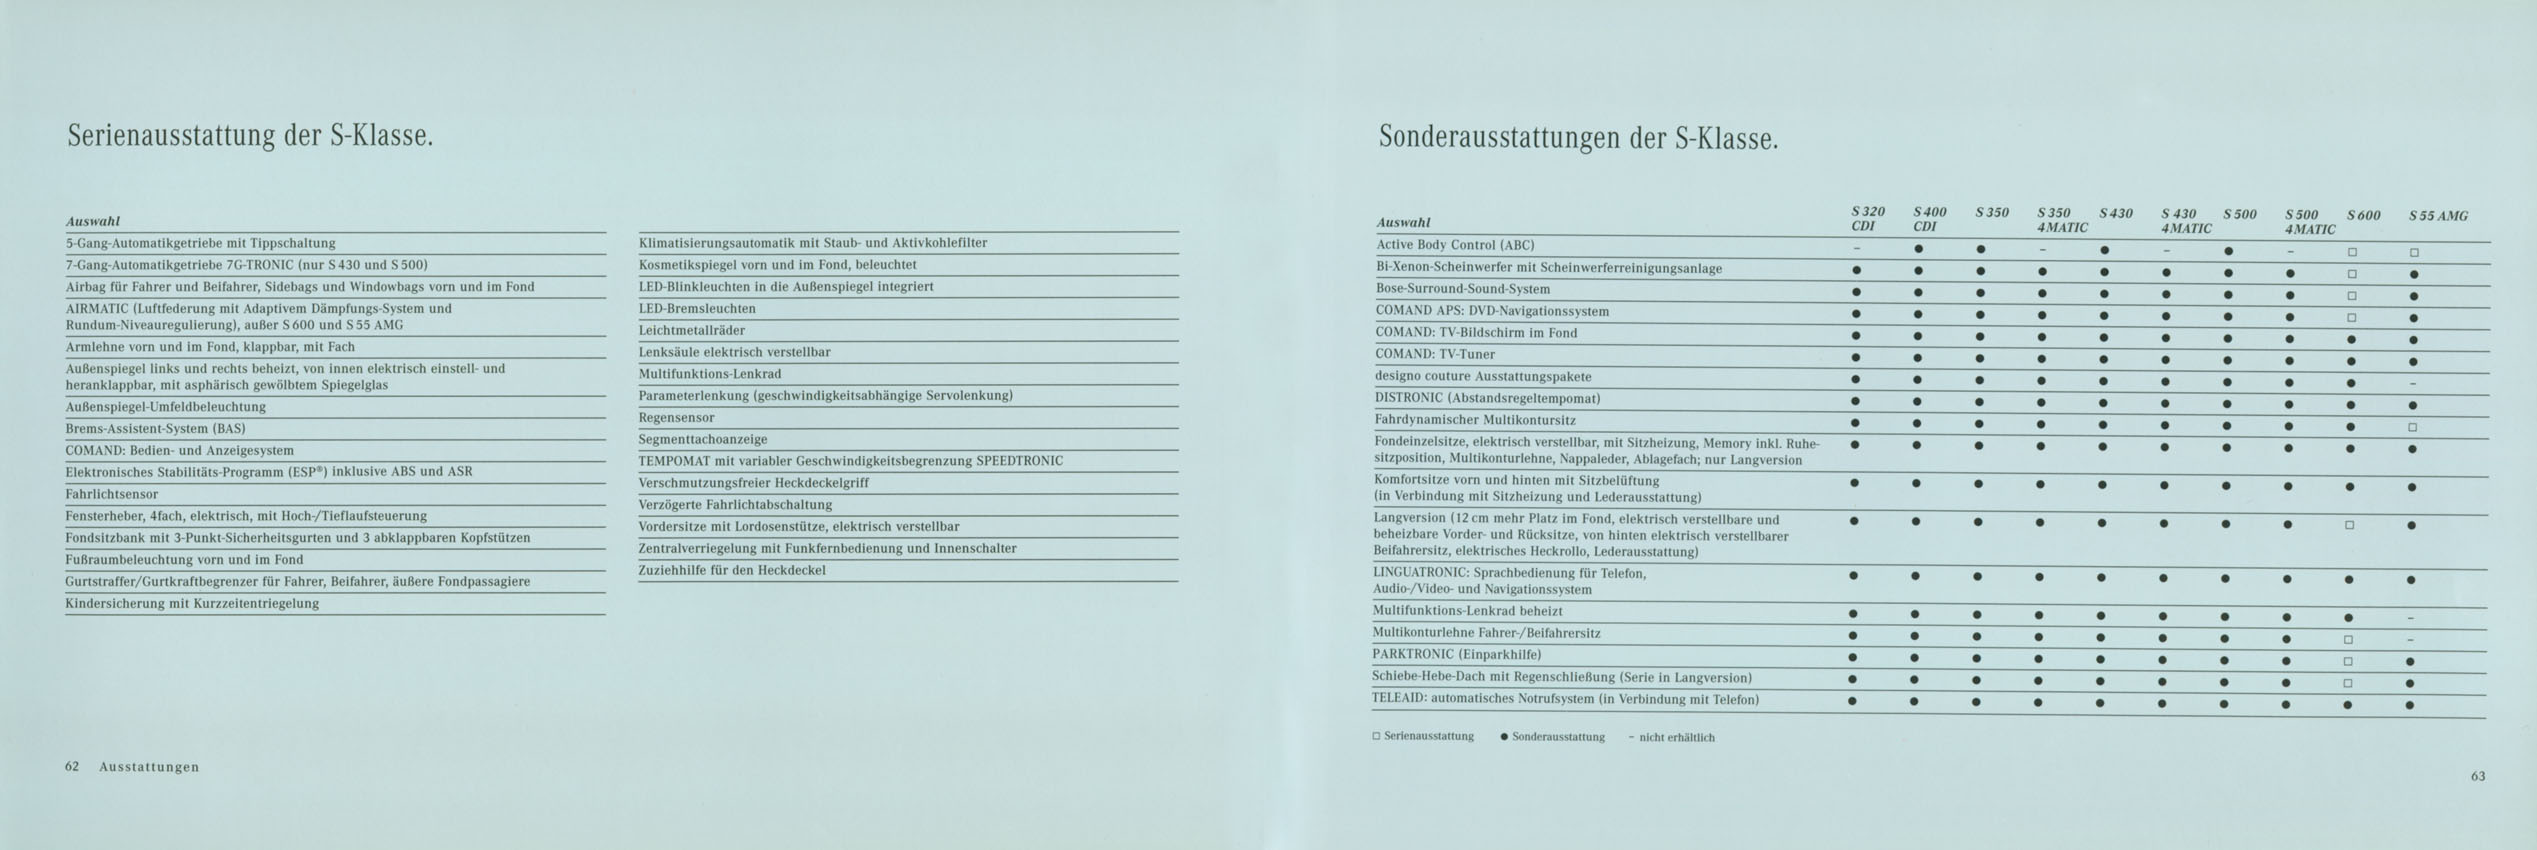 Serienausstattung der S-Klasse.
Auswahl
5-Gang-Automatikgetriebe mit Tippschaltung
7-Gang-Automatikgetriebe 7G-TRONIC (nur S 430 und S 500)
Airbag für Fahrer und Beifahrer, Sidebags und Windowbags vorn und im Fond
AIRMATIC (Luftfederung mit Adaptivem Dämpfungs-System und
Rundum-Niveauregulierung), außer S 600 und S 55 AMG
Armlehne vorn und im Fond, klappbar, mit Fach
Außenspiegel links und rechts beheizt, von innen elektrisch einstell- und
heranklappbar, mit asphärisch gewölbtem Spiegelglas
Außenspiegel-Umfeldbeleuchtung
Brems-Assistent-System (BAS)
COMAND: Bedien- und Anzeigesystem
Elektronisches Stabilitäts-Programm (ESP®) inklusive ABS und ASR
Fahrlichtsensor
Fensterheber, 4fach, elektrisch, mit Hoch-/Tieflaufsteuerung
Fondsitzbank mit 3-Punkt-Sicherheitsgurten und 3 abklappbaren Kopfstützen
Fußraumbeleuchtung vorn und im Fond
Gurtstraffer/Gurtkraftbegrenzer für Fahrer, Beifahrer, äußere Fondpassagiere
Kindersicherung mit Kurzzeitentriegelung
Klimatisierungsautomatik mit Staub- und Aktivkohlefilter
Kosmetikspiegel vorn und im Fond, beleuchtet
LED-Blinkleuchten in die Außenspiegel integriert
LED-Bremsleuchten
Leichtmetallräder
Lenksäule elektrisch verstellbar
Multifunktions-Lenkrad
Parameterlenkung (geschwindigkeitsabhängige Servolenkung)
Regensensor
Segmenttachoanzeige
TEMPOMAT mit variabler Geschwindigkeitsbegrenzung SPEEDTRONIC
Verschmutzungsfreier Heckdeckelgriff
Verzögerte Fahrlichtabschaltung
Vordersitze mit Lordosenstütze, elektrisch verstellbar
Zentralverriegelung mit Funkfernbedienung und Innenschalter
Zuziehhilfe für den Heckdeckel
62 Ausstattungen
Sonderausstattungen der S-Klasse.
Auswahl S 320 CDI S 400 CDI S 350 S 350 4MATIC S 430 S 430 4MATIC S 500 S 500 4MATIC S 600 S 55 AMG
Active Body Control (ABC) – ● ● – ● – ● – □ □
Bi-Xenon-Scheinwerfer mit Scheinwerferreinigungsanlage ● ● ● ● ● ● ● ● □ ●
Bose-Surround-Sound-System ● ● ● ● ● ● ● ● □ ●
COMAND APS: DVD-Navigationssystem ● ● ● ● ● ● ● ● □ ●
COMAND: TV-Bildschirm im Fond ● ● ● ● ● ● ● ● ● ●
COMAND: TV-Tuner ● ● ● ● ● ● ● ● ● ●
designo couture Ausstattungspakete ● ● ● ● ● ● ● ● ● –
DISTRONIC (Abstandsregeltempomat) ● ● ● ● ● ● ● ● ● ●
Fahrdynamischer Multikontursitz ● ● ● ● ● ● ● ● ● □
Fondeinzelsitze, elektrisch verstellbar, mit Sitzheizung, Memory inkl. Ruhe- ● ● ● ● ● ● ● ● ● ●
sitzposition, Multikonturlehne, Nappaleder, Ablagefach; nur Langversion
Komfortsitze vorn und hinten mit Sitzbelüftung ● ● ● ● ● ● ● ● ● ●
(in Verbindung mit Sitzheizung und Lederausstattung)
Langversion (12 cm mehr Platz im Fond, elektrisch verstellbare und ● ● ● ● ● ● ● ● □ ●
beheizbare Vorder- und Rücksitze, von hinten elektrisch verstellbarer
Beifahrersitz, elektrisches Heckrollo, Lederausstattung)
LINGUATRONIC: Sprachbedienung für Telefon, ● ● ● ● ● ● ● ● ● ●
Audio-/Video- und Navigationssystem
Multifunktions-Lenkrad beheizt ● ● ● ● ● ● ● ● ● –
Multikonturlehne Fahrer-/Beifahrersitz ● ● ● ● ● ● ● ● □ –
PARKTRONIC (Einparkhilfe) ● ● ● ● ● ● ● ● □ ●
Schiebe-Hebe-Dach mit Regenschließung (Serie in Langversion) ● ● ● ● ● ● ● ● □ ●
TELEAID: automatisches Notrufsystem (in Verbindung mit Telefon) ● ● ● ● ● ● ● ● ● ●
□ Serienausstattung ● Sonderausstattung – nicht erhältlich
63